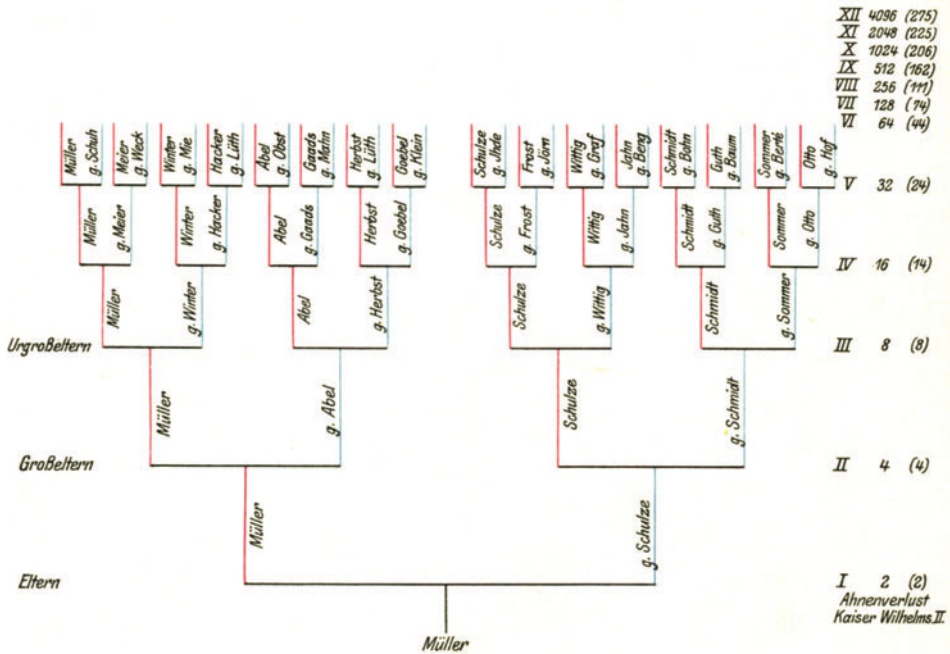 XII 4096 (275)
XI 2048 (225)
X 1024 (206)
IX 512 (162)
VIII 256 (111)
VII 128 (74)
VI 64 (44)
Müller
g. Schuh
Meier
g. Weck
Winter
g. Nie
Hacker
g. Lüth
Abel
g. Obst
Gaads
g. Mahn
Herbst
g. Lüth
Goebel
g. Klein
Schulze
g. Jhde
Frost
g. Jörn
Wittig
g. Graf
Jahn
g. Berg
Schmidt
g. Bohn
Guth
g. Baum
Sommer
g. Berté
Otto
g. Hof
V 32 (24)
Müller
g. Meier
Winter
g. Hacker
Abel
g. Gaads
Herbst
g. Goebel
Schulze
g. Frost
Wittig
g. Jahn
Schmidt
g. Guth
Sommer
g. Otto
IV 16 (14)
Müller
g. Winter
Abel
g. Herbst
Schulze
g. Wittig
Schmidt
g. Sommer
Urgroßeltern
III 8 (8)
Müller
g. Abel
Schulze
g. Schmidt
Großeltern
II 4 (4)
Müller
g. Schulze
Eltern
I 2 (2)
Ahnenverlust
Kaiser Wilhelms II.
Müller